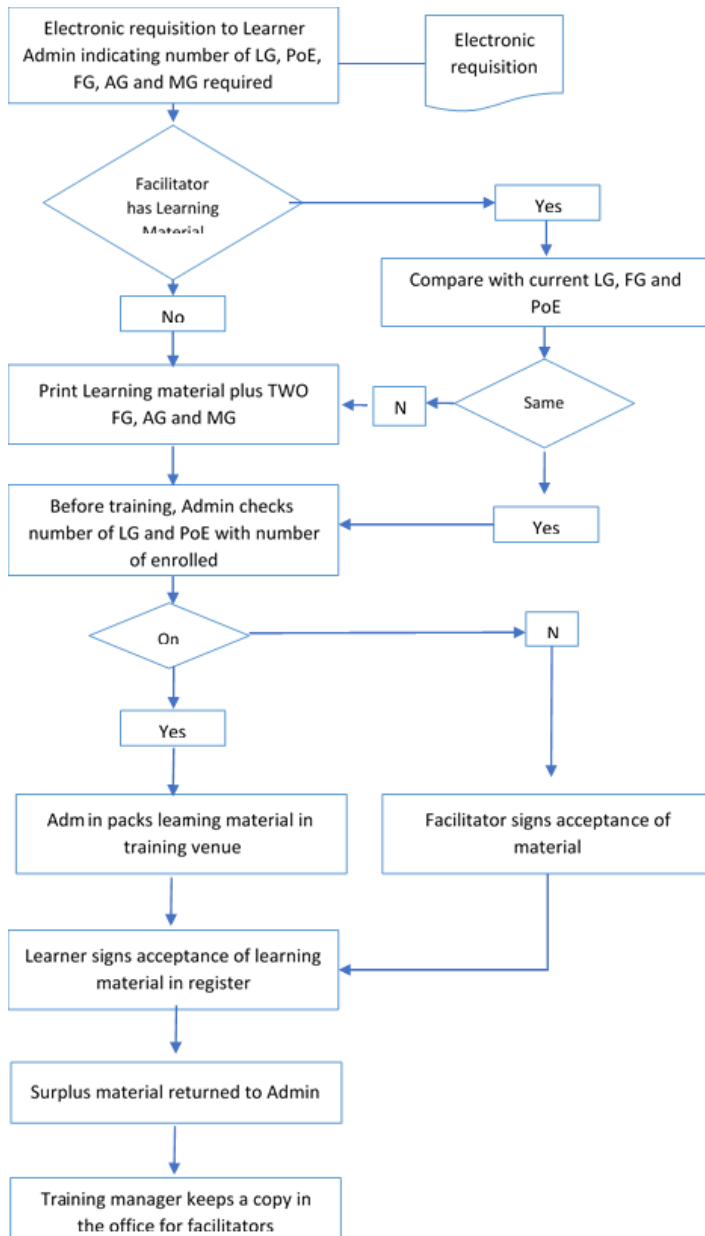 Electronic requisition to Learner
Admin indicating number of LG, PoE,
FG, AG and MG required
Electronic
requisition
Facilitator
has Learning
Material
Yes
Compare with current LG, FG and
PoE
No
Print Learning material plus TWO
FG, AG and MG
N
Same
Before training, Admin checks
number of LG and PoE with number
of enrolled
Yes
On
N
Yes
Admin packs learning material in
training venue
Facilitator signs acceptance of
material
Learner signs acceptance of learning
material in register
Surplus material returned to Admin
Training manager keeps a copy in
the office for facilitators